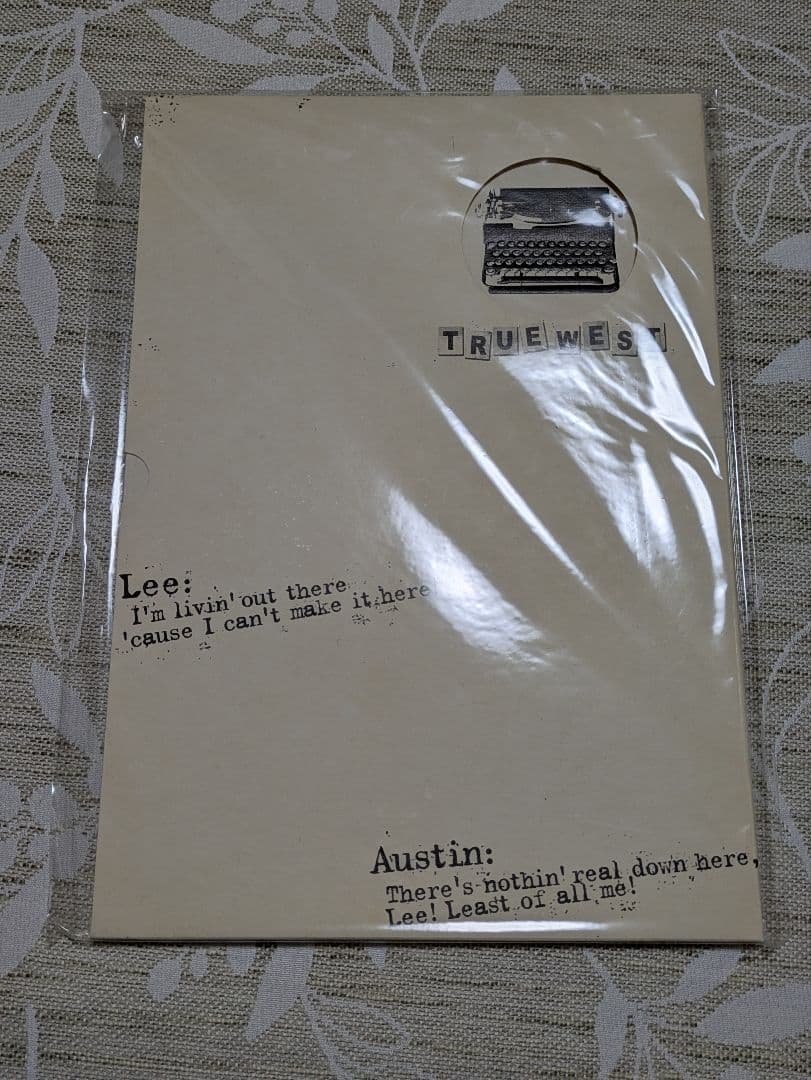 TRUEWEST
Lee:
I'm livin' out there
'cause I can't make it here
Austin:
There's nothin' real down here,
Lee! Least of all me!